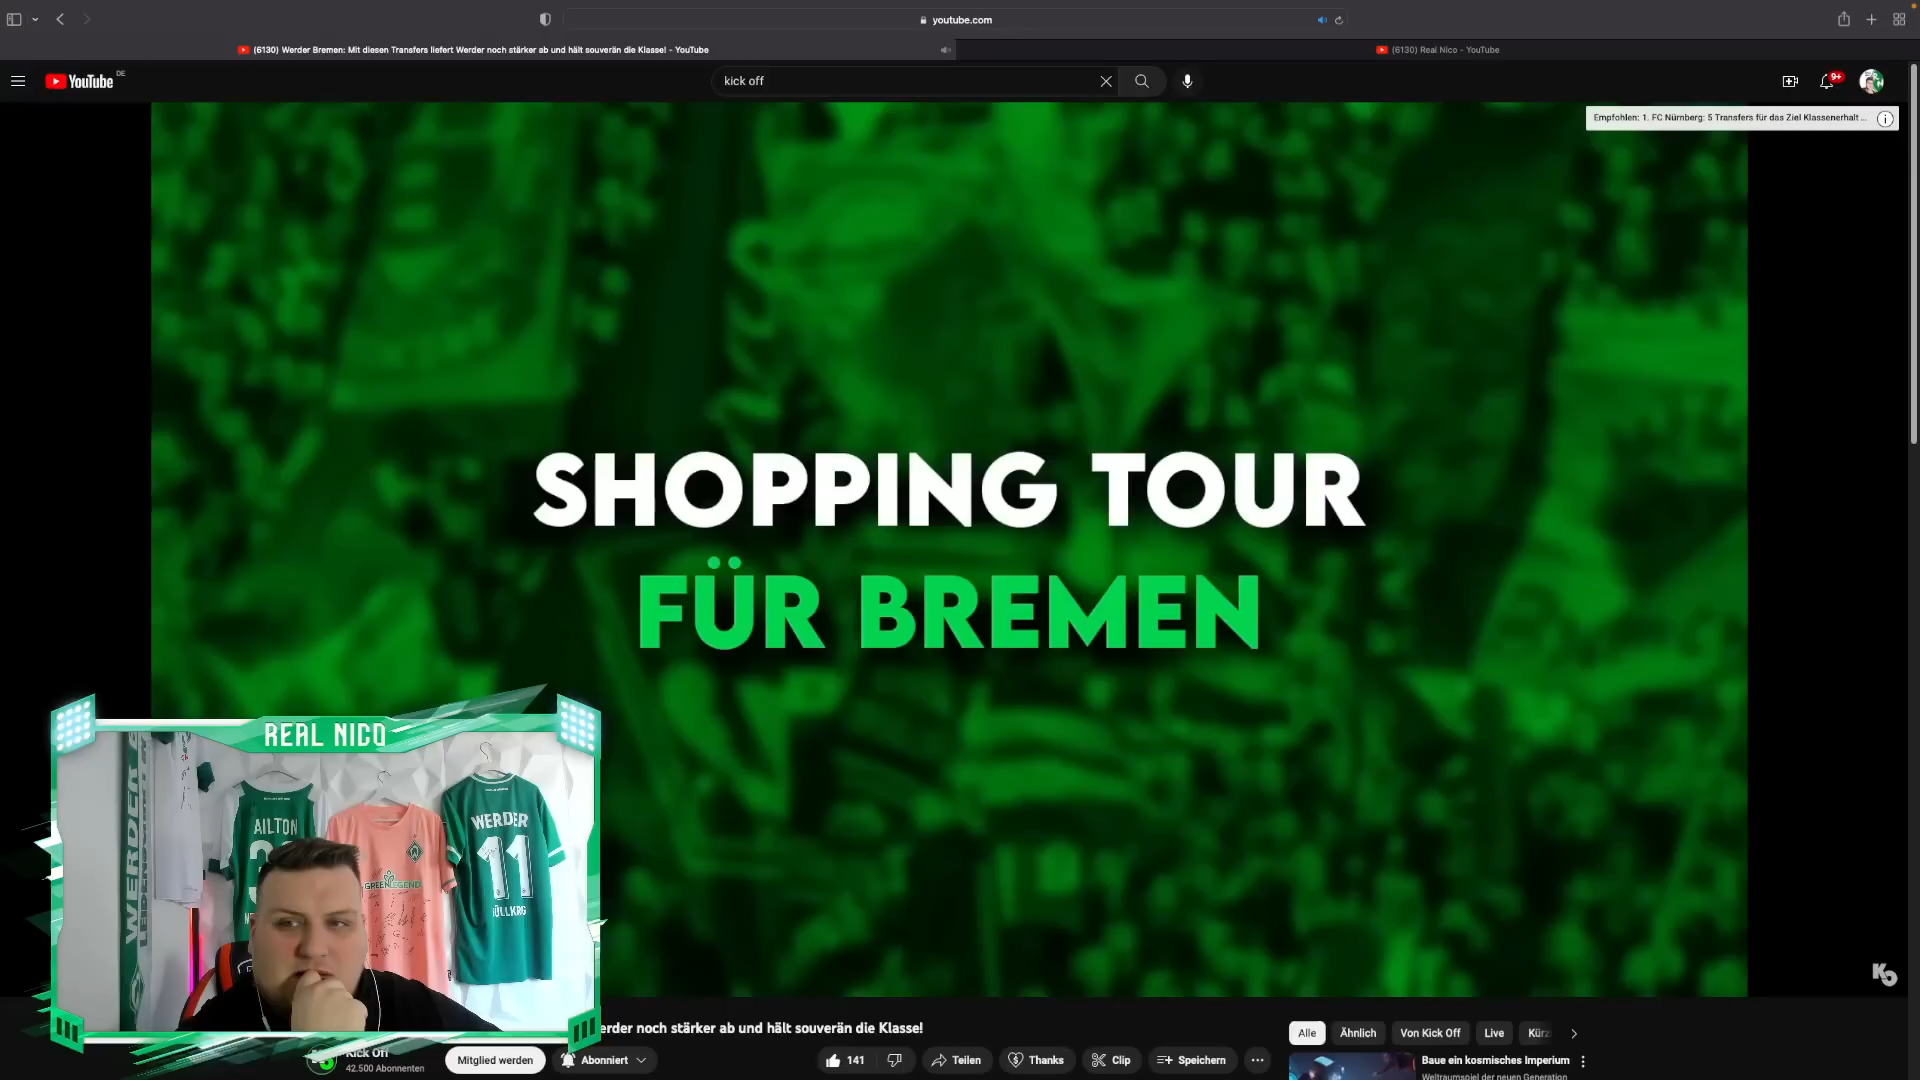 youtube.com
(6130) Werder Bremen: Mit diesen Transfers liefert Werder noch stärker ab und hält souverän die Klasse! - YouTube
(6130) Real Nico - YouTube
YouTube DE
kick off
9+
Empfohlen: 1. FC Nürnberg: 5 Transfers für das Ziel Klassenerhalt ...
SHOPPING TOUR
FÜR BREMEN
REAL NICO
AILTON
WERDER
11
GREENLEGEND
WERDER
erder noch stärker ab und hält souverän die Klasse!
Kick Off
42.500 Abonnenten
Mitglied werden
Abonniert
141
Teilen
Thanks
Clip
Speichern
Alle
Ähnlich
Von Kick Off
Live
Kürz
Baue ein kosmisches Imperium
Weltraumspiel der neuen Generation